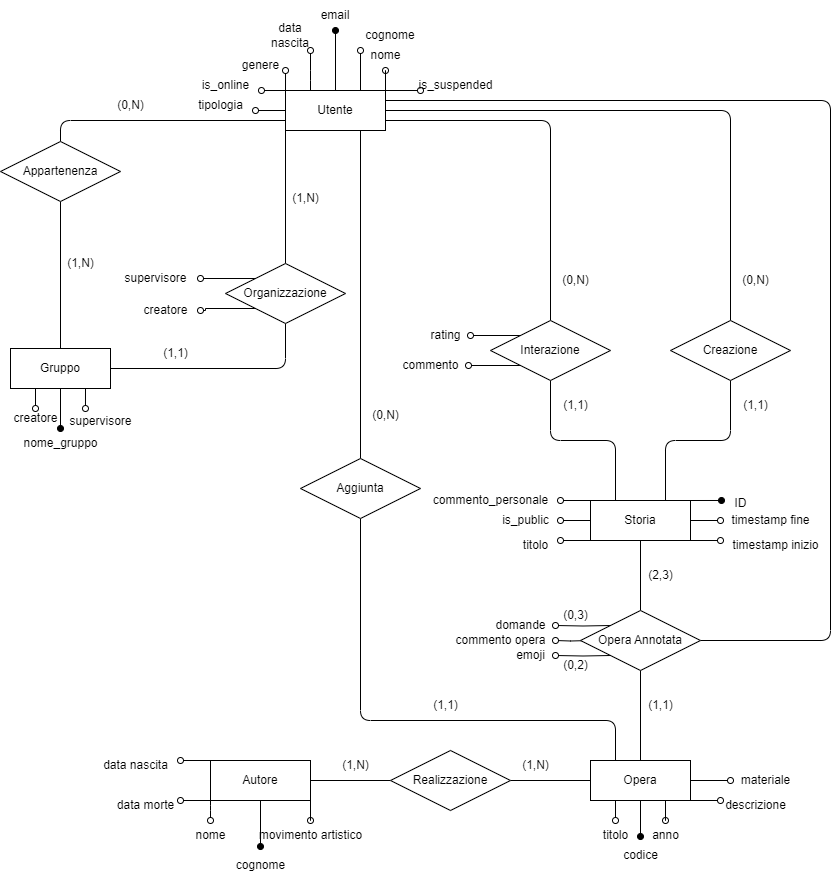 email
data
nascita
cognome
nome
genere
is_online
is_suspended
tipologia
Utente
(0,N)
Appartenenza
(1,N)
(1,N)
supervisore
Organizzazione
creatore
(0,N)
(0,N)
rating
Interazione
Creazione
commento
(1,1)
Gruppo
creatore
supervisore
nome_gruppo
(1,1)
(1,1)
(0,N)
Aggiunta
commento_personale
ID
is_public
Storia
timestamp fine
titolo
timestamp inizio
(2,3)
domande
(0,3)
commento opera
Opera Annotata
emoji
(0,2)
(1,1)
(1,1)
data nascita
(1,N)
(1,N)
Autore
Realizzazione
Opera
materiale
data morte
descrizione
nome
movimento artistico
titolo
anno
cognome
codice